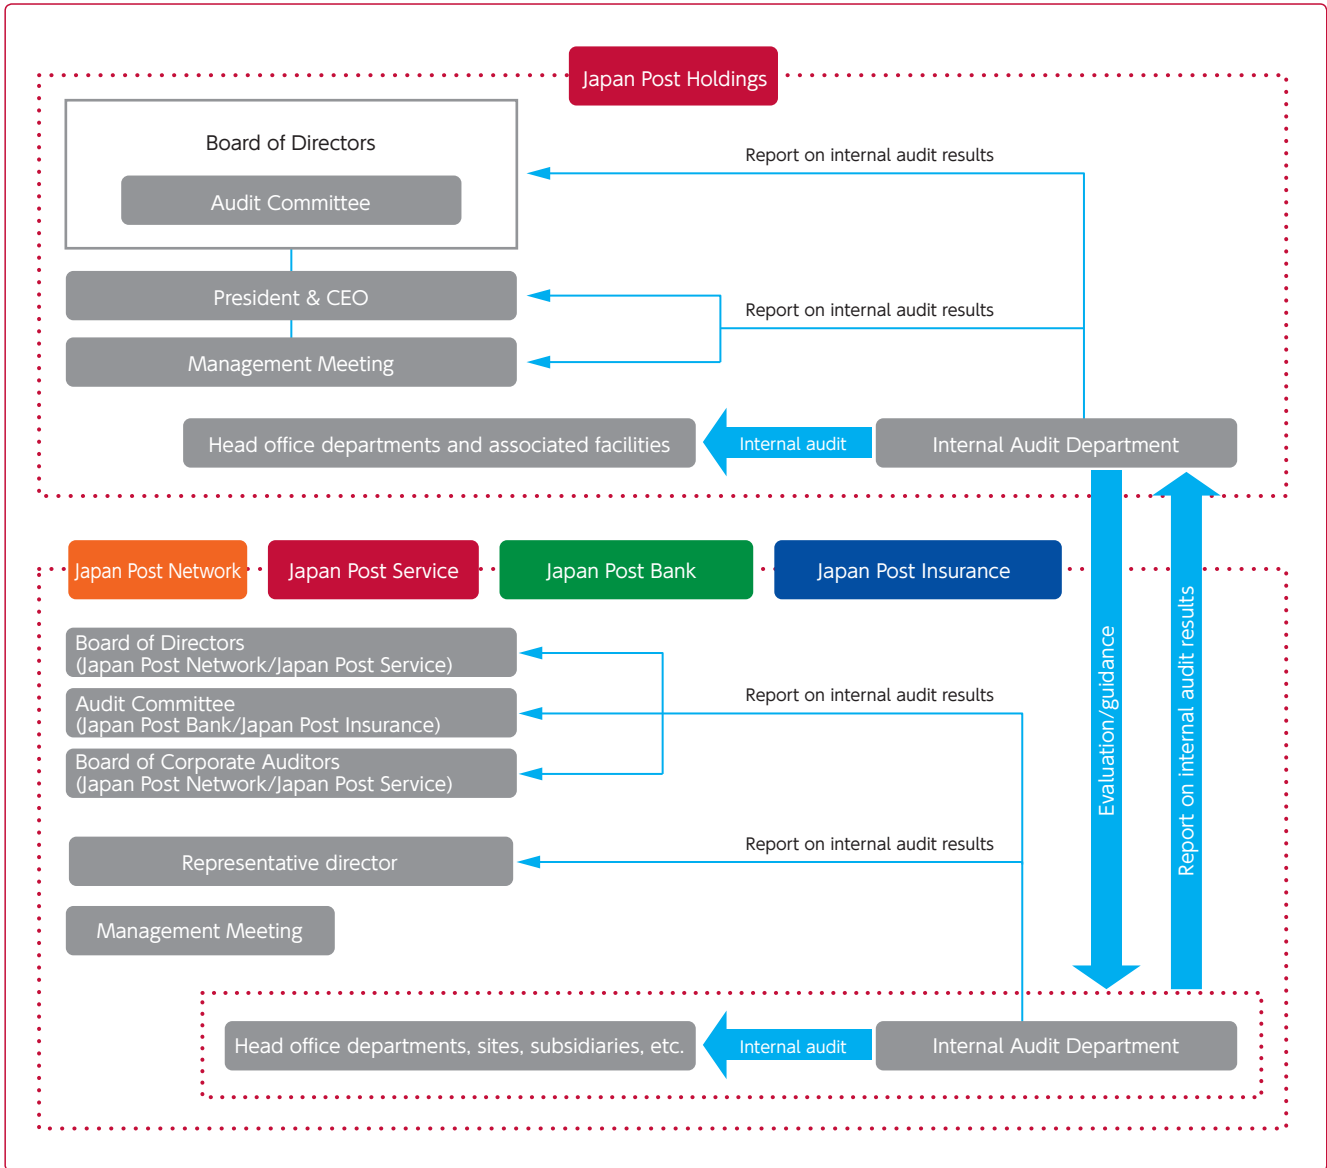 Japan Post Holdings
Board of Directors
Audit Committee
Report on internal audit results
President & CEO
Report on internal audit results
Management Meeting
Head office departments and associated facilities
Internal audit
Internal Audit Department
Japan Post Network
Japan Post Service
Japan Post Bank
Japan Post Insurance
Evaluation/guidance
Report on internal audit results
Board of Directors
(Japan Post Network/Japan Post Service)
Audit Committee
(Japan Post Bank/Japan Post Insurance)
Report on internal audit results
Board of Corporate Auditors
(Japan Post Network/Japan Post Service)
Report on internal audit results
Representative director
Management Meeting
Head office departments, sites, subsidiaries, etc.
Internal audit
Internal Audit Department